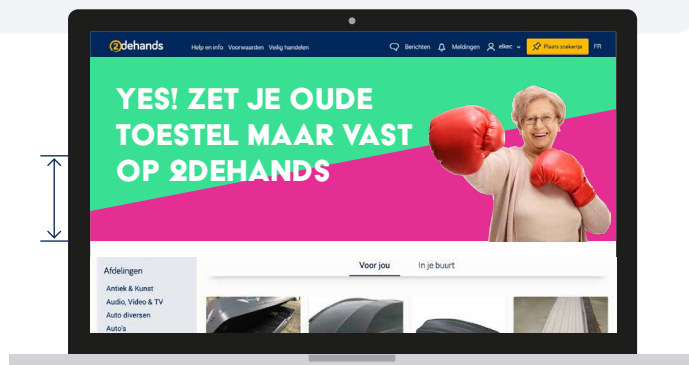 2dehands
Help en info Voorwaarden Veilig handelen
Berichten Meldingen elkec Plaats zoekertje FR
YES! ZET JE OUDE
TOESTEL MAAR VAST
OP 2DEHANDS
Voor jou In je buurt
Afdelingen
Antiek & Kunst
Audio, Video & TV
Auto diversen
Auto's